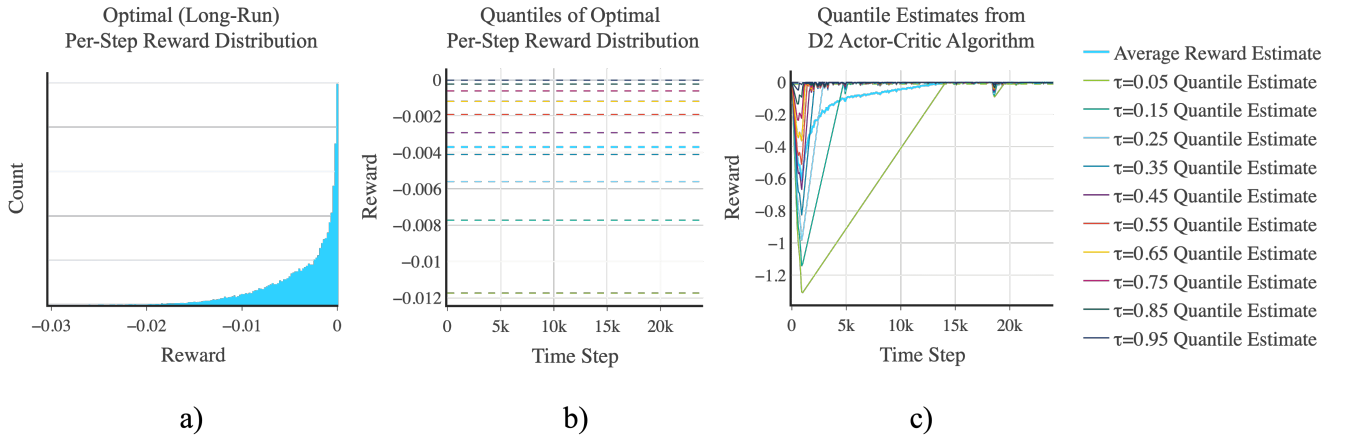 Optimal (Long-Run)
Per-Step Reward Distribution
Count
−0.03
−0.02
−0.01
0
Reward
a)
Quantiles of Optimal
Per-Step Reward Distribution
Reward
0
−0.002
−0.004
−0.006
−0.008
−0.01
−0.012
0
5k
10k
15k
20k
Time Step
b)
Quantile Estimates from
D2 Actor-Critic Algorithm
Reward
0
−0.2
−0.4
−0.6
−0.8
−1
−1.2
0
5k
10k
15k
20k
Time Step
c)
Average Reward Estimate
τ=0.05 Quantile Estimate
τ=0.15 Quantile Estimate
τ=0.25 Quantile Estimate
τ=0.35 Quantile Estimate
τ=0.45 Quantile Estimate
τ=0.55 Quantile Estimate
τ=0.65 Quantile Estimate
τ=0.75 Quantile Estimate
τ=0.85 Quantile Estimate
τ=0.95 Quantile Estimate